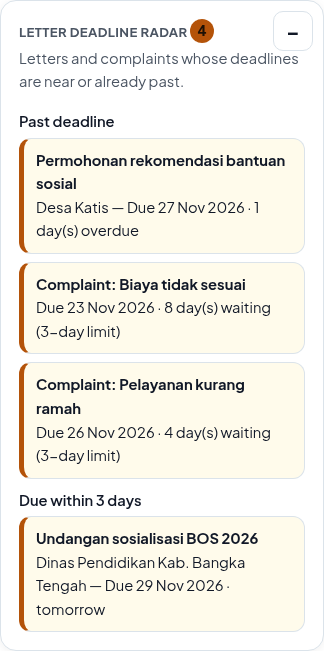 LETTER DEADLINE RADAR 4
–
Letters and complaints whose deadlines
are near or already past.
Past deadline
Permohonan rekomendasi bantuan
sosial
Desa Katis — Due 27 Nov 2026 · 1
day(s) overdue
Complaint: Biaya tidak sesuai
Due 23 Nov 2026 · 8 day(s) waiting
(3–day limit)
Complaint: Pelayanan kurang
ramah
Due 26 Nov 2026 · 4 day(s) waiting
(3–day limit)
Due within 3 days
Undangan sosialisasi BOS 2026
Dinas Pendidikan Kab. Bangka
Tengah — Due 29 Nov 2026 ·
tomorrow